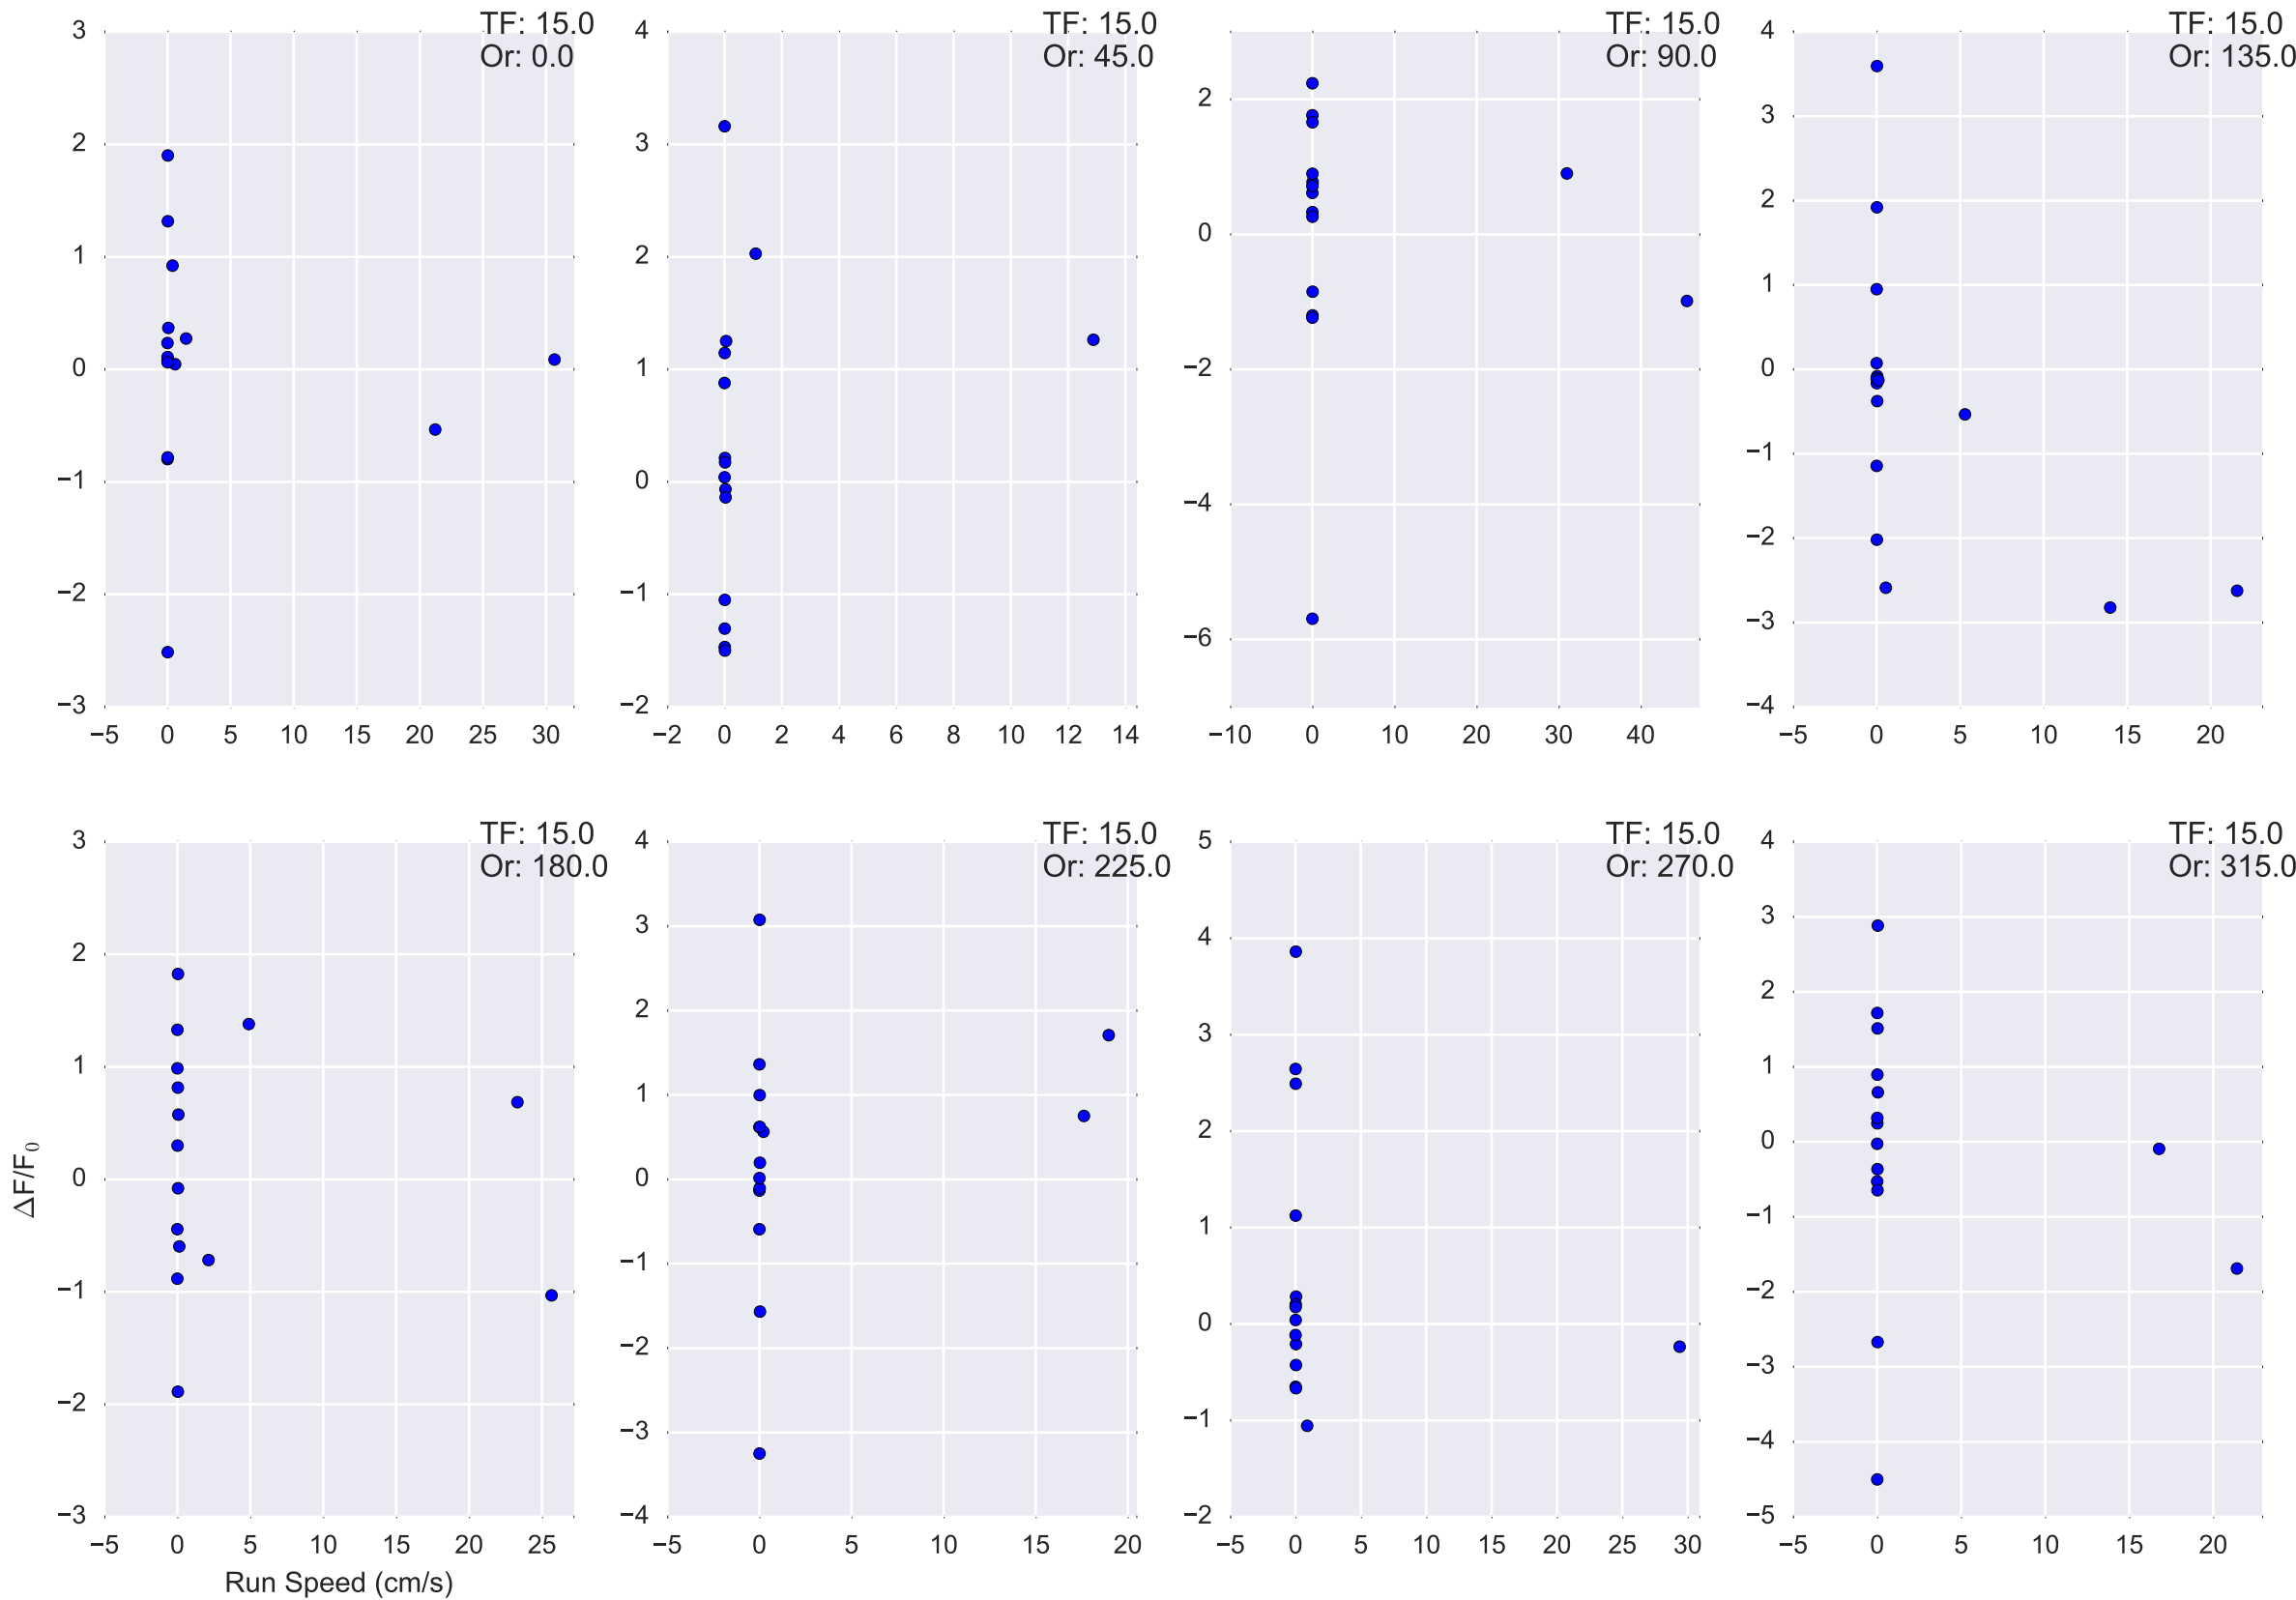 TF: 15.0
Or: 0.0
3
2
1
0
−1
−2
−3
−5 0 5 10 15 20 25 30
TF: 15.0
Or: 45.0
4
3
2
1
0
−1
−2
−2 0 2 4 6 8 10 12 14
TF: 15.0
Or: 90.0
2
0
−2
−4
−6
−10 0 10 20 30 40
TF: 15.0
Or: 135.0
4
3
2
1
0
−1
−2
−3
−4
−5 0 5 10 15 20
TF: 15.0
Or: 180.0
3
2
1
0
−1
−2
−3
−5 0 5 10 15 20 25
Run Speed (cm/s)
ΔF/F₀
TF: 15.0
Or: 225.0
4
3
2
1
0
−1
−2
−3
−4
−5 0 5 10 15 20
TF: 15.0
Or: 270.0
5
4
3
2
1
0
−1
−2
−5 0 5 10 15 20 25 30
TF: 15.0
Or: 315.0
4
3
2
1
0
−1
−2
−3
−4
−5
−5 0 5 10 15 20